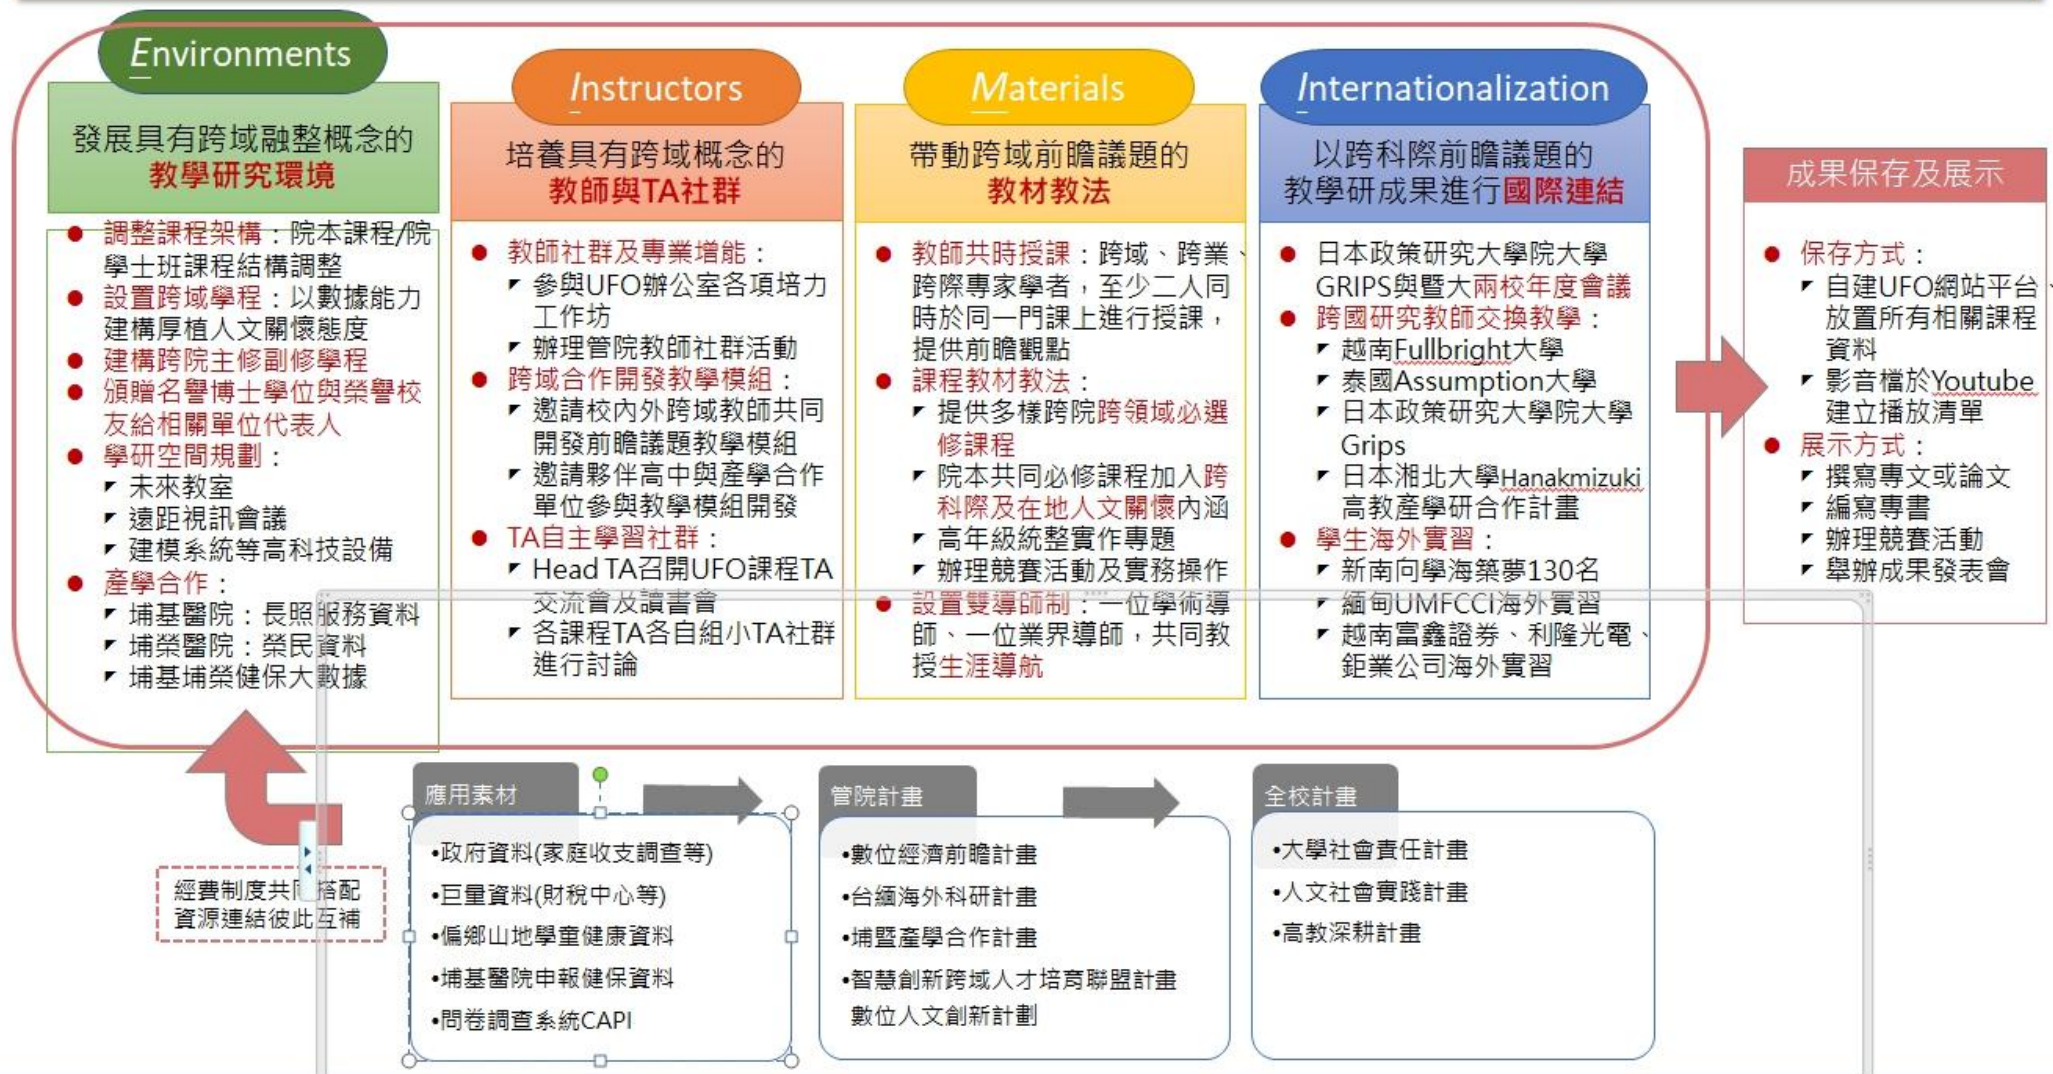 Environments
發展具有跨域融整概念的
教學研究環境
● 調整課程架構：院本課程/院
學士班課程結構調整
● 設置跨域學程：以數據能力
建構厚植人文關懷態度
● 建構跨院主修副修學程
● 頒贈名譽博士學位與榮譽校
友給相關單位代表人
● 學研空間規劃：
未來教室
遠距視訊會議
建模系統等高科技設備
● 產學合作：
埔基醫院：長照服務資料
埔榮醫院：榮民資料
埔基埔榮健保大數據
Instructors
培養具有跨域概念的
教師與TA社群
● 教師社群及專業增能：
參與UFO辦公室各項培力
工作坊
辦理管院教師社群活動
● 跨域合作開發教學模組：
邀請校內外跨域教師共同
開發前瞻議題教學模組
邀請夥伴高中與產學合作
單位參與教學模組開發
● TA自主學習社群：
Head TA召開UFO課程TA
交流會及讀書會
各課程TA各自組小TA社群
進行討論
Materials
帶動跨域前瞻議題的
教材教法
● 教師共時授課：跨域、跨業、
跨際專家學者，至少二人同
時於同一門課上進行授課，
提供前瞻觀點
● 課程教材教法：
提供多樣跨院跨領域必選
修課程
院本共同必修課程加入跨
科際及在地人文關懷內涵
高年級統整實作專題
辦理競賽活動及實務操作
● 設置雙導師制：一位學術導
師、一位業界導師，共同教
授生涯導航
Internationalization
以跨科際前瞻議題的
教學研成果進行國際連結
● 日本政策研究大學院大學
GRIPS與暨大兩校年度會議
● 跨國研究教師交換教學：
越南Fullbright大學
泰國Assumption大學
日本政策研究大學院大學
Grips
日本湘北大學Hanakmizuki
高教產學研合作計畫
● 學生海外實習：
新南向學海築夢130名
緬甸UMFCCI海外實習
越南富鑫證券、利隆光電、
鉅業公司海外實習
成果保存及展示
● 保存方式：
自建UFO網站平台、
放置所有相關課程
資料
影音檔於Youtube
建立播放清單
● 展示方式：
撰寫專文或論文
編寫專書
辦理競賽活動
舉辦成果發表會
經費制度共同搭配
資源連結彼此互補
應用素材
•政府資料(家庭收支調查等)
•巨量資料(財稅中心等)
•偏鄉山地學童健康資料
•埔基醫院申報健保資料
•問卷調查系統CAPI
管院計畫
•數位經濟前瞻計畫
•台緬海外科研計畫
•埔暨產學合作計畫
•智慧創新跨域人才培育聯盟計畫
數位人文創新計劃
全校計畫
•大學社會責任計畫
•人文社會實踐計畫
•高教深耕計畫